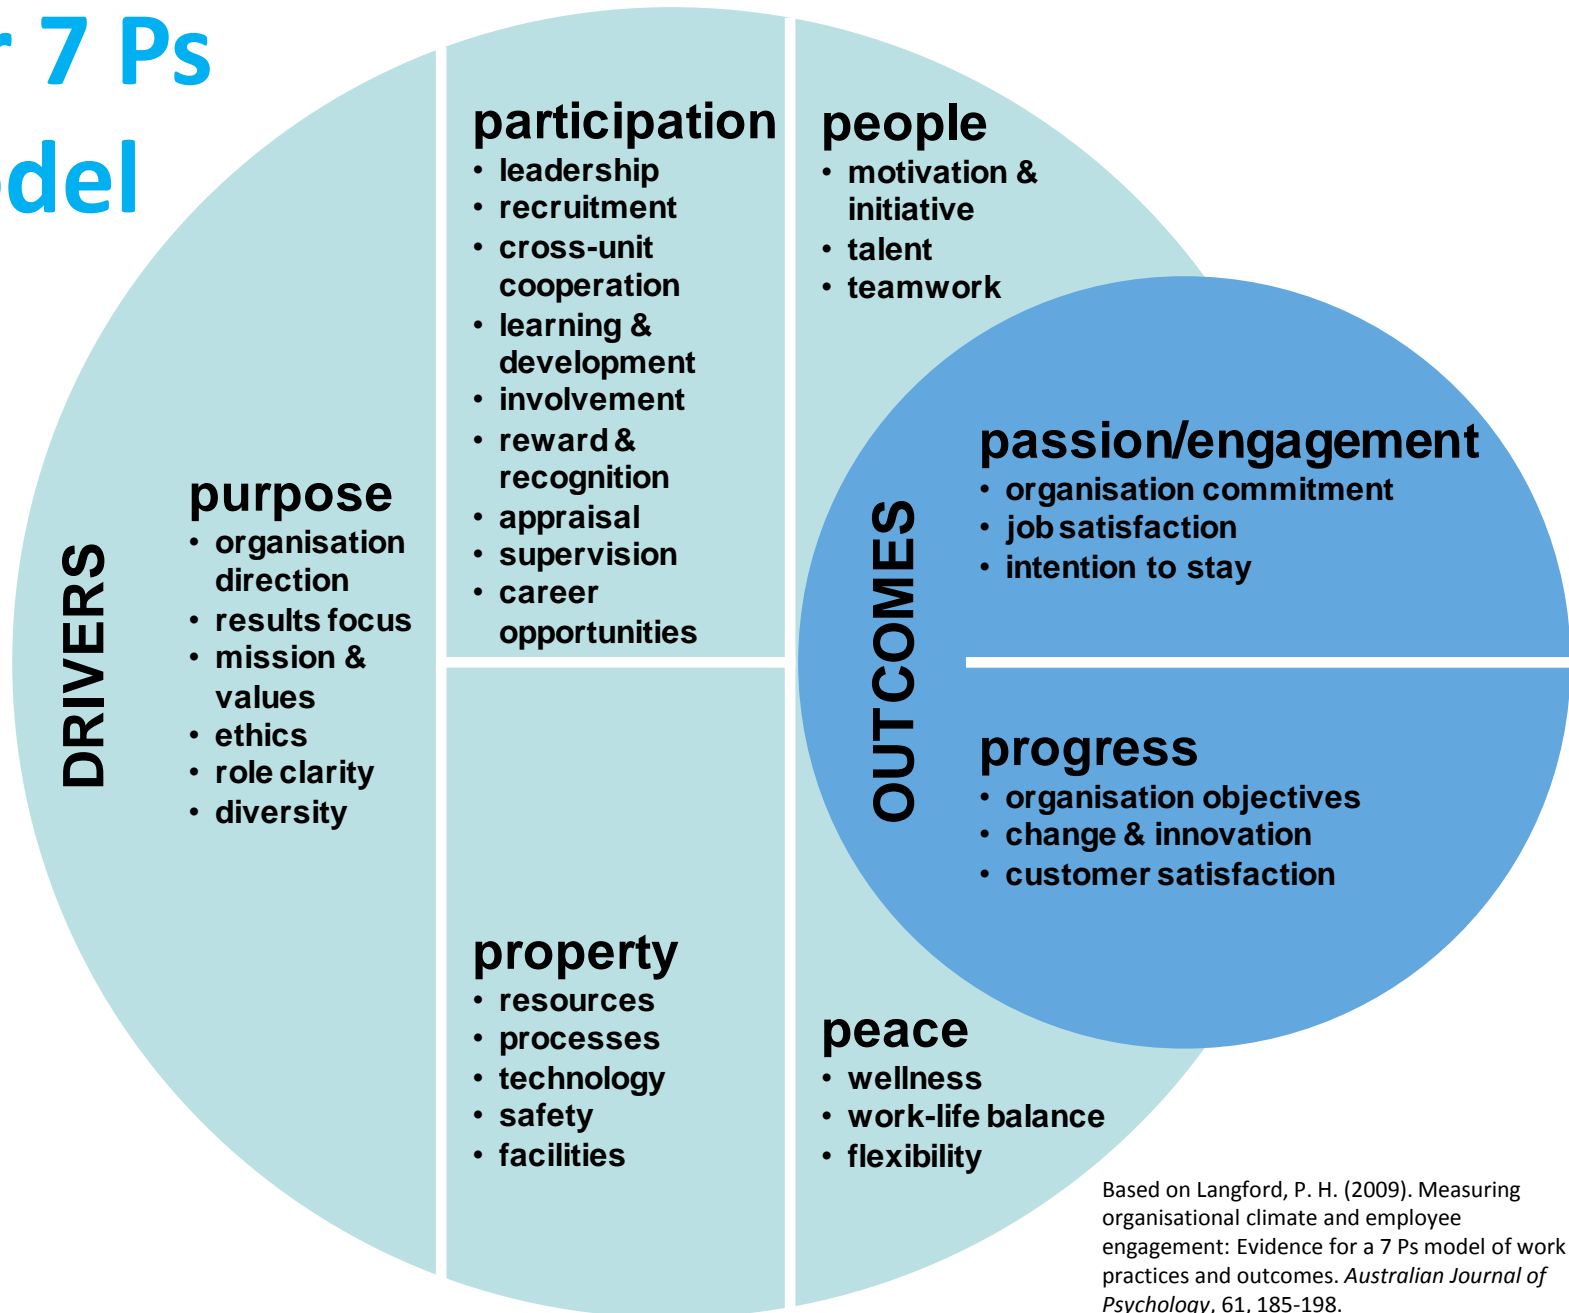 r 7 Ps
del
DRIVERS
purpose
• organisation
direction
• results focus
• mission &
values
• ethics
• role clarity
• diversity
participation
• leadership
• recruitment
• cross-unit
cooperation
• learning &
development
• involvement
• reward &
recognition
• appraisal
• supervision
• career
opportunities
property
• resources
• processes
• technology
• safety
• facilities
people
• motivation &
initiative
• talent
• teamwork
peace
• wellness
• work-life balance
• flexibility
OUTCOMES
passion/engagement
• organisation commitment
• job satisfaction
• intention to stay
progress
• organisation objectives
• change & innovation
• customer satisfaction
Based on Langford, P. H. (2009). Measuring
organisational climate and employee
engagement: Evidence for a 7 Ps model of work
practices and outcomes. Australian Journal of
Psychology, 61, 185-198.